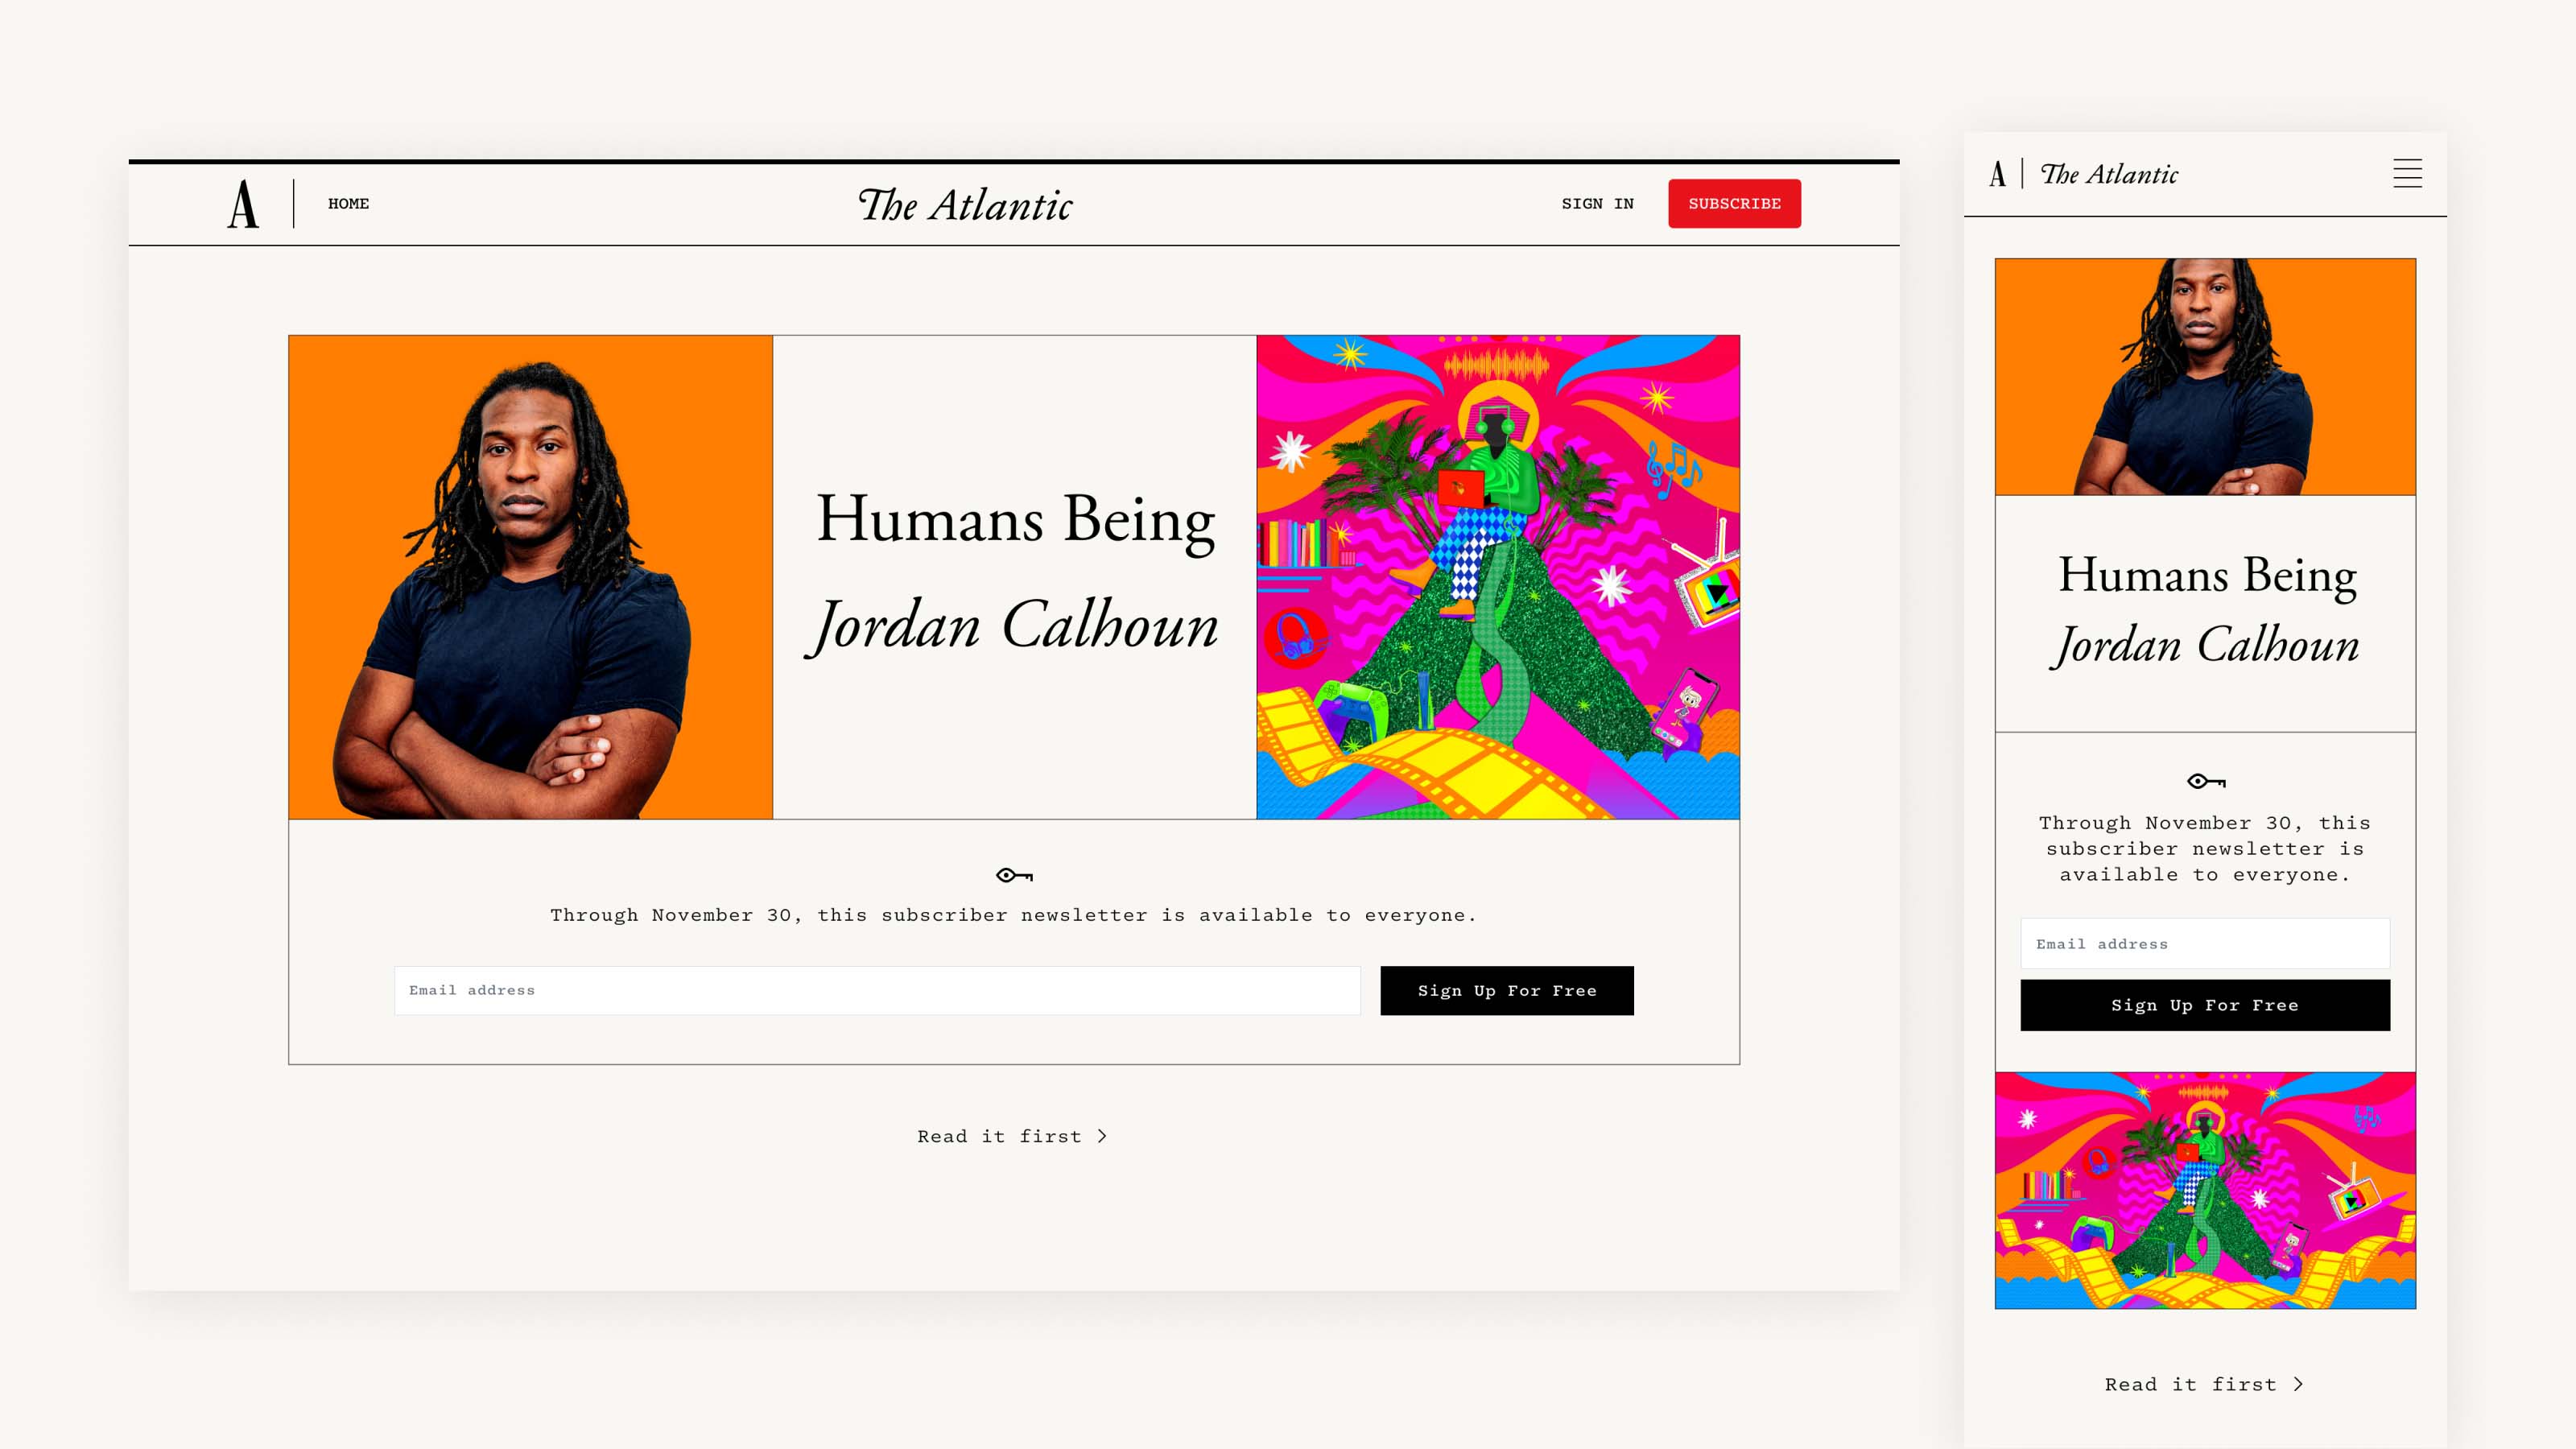 A
HOME
The Atlantic
SIGN IN
SUBSCRIBE
Humans Being
Jordan Calhoun
Through November 30, this subscriber newsletter is available to everyone.
Email address
Sign Up For Free
Read it first
A
The Atlantic
Humans Being
Jordan Calhoun
Through November 30, this
subscriber newsletter is
available to everyone.
Email address
Sign Up For Free
Read it first